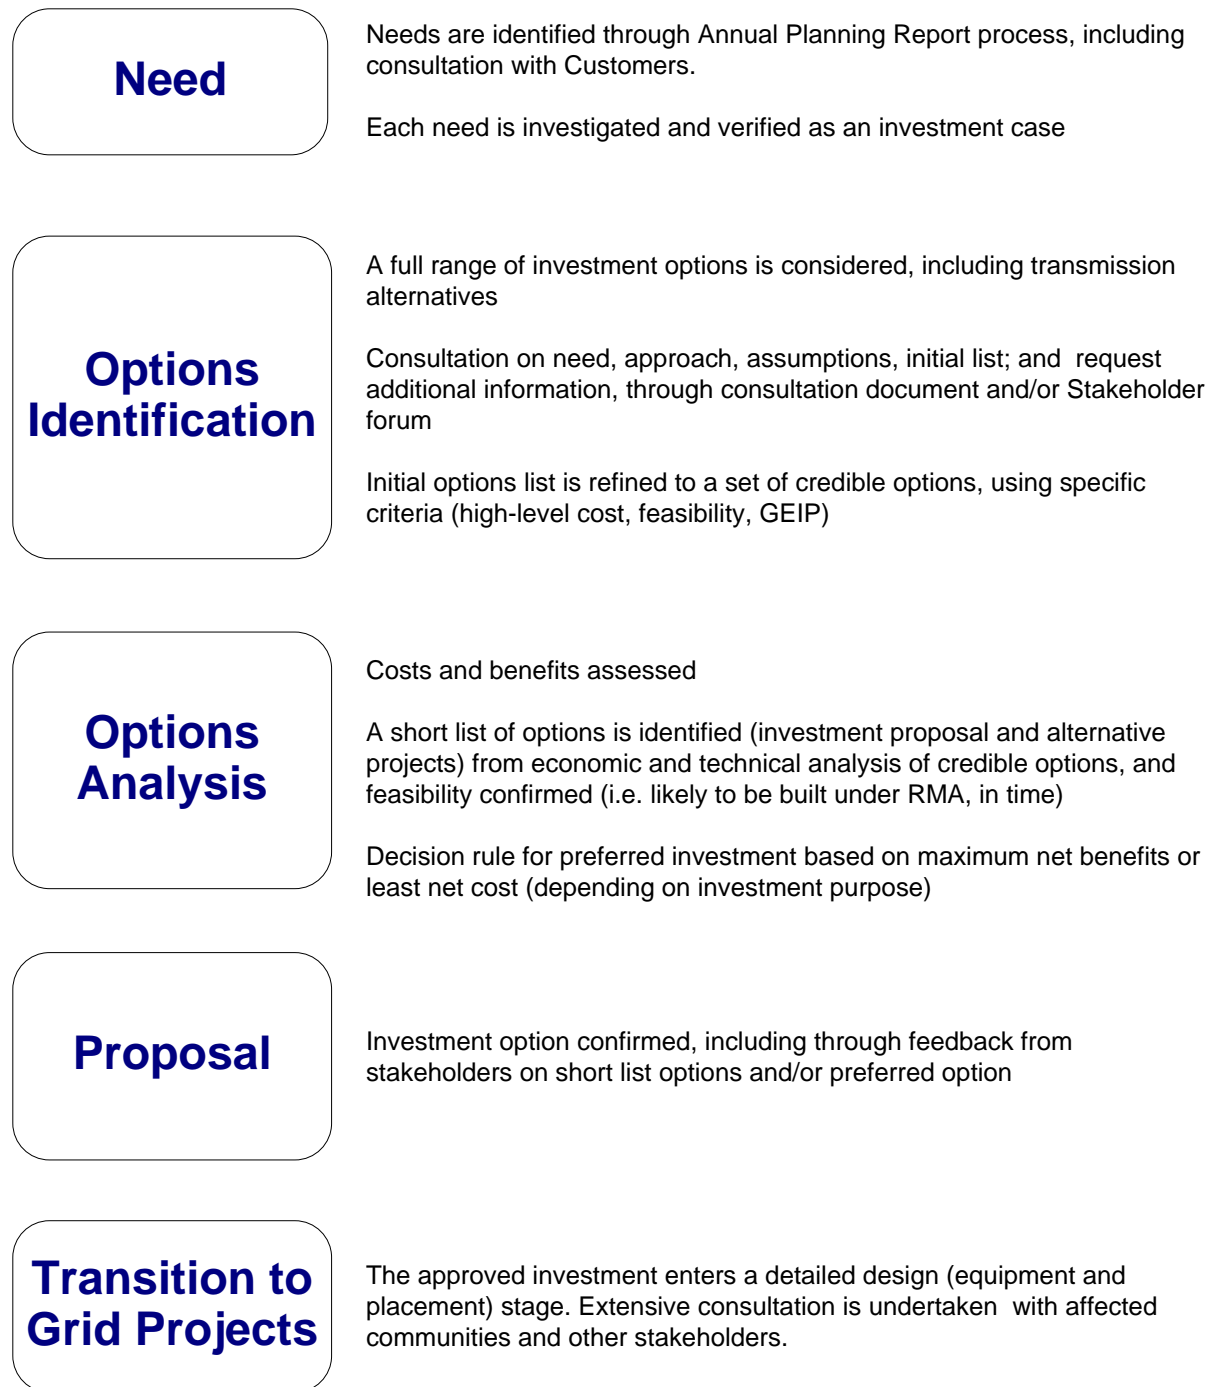 Need
Needs are identified through Annual Planning Report process, including
consultation with Customers.
Each need is investigated and verified as an investment case
Options
Identification
A full range of investment options is considered, including transmission
alternatives
Consultation on need, approach, assumptions, initial list; and  request
additional information, through consultation document and/or Stakeholder
forum
Initial options list is refined to a set of credible options, using specific
criteria (high-level cost, feasibility, GEIP)
Options
Analysis
Costs and benefits assessed
A short list of options is identified (investment proposal and alternative
projects) from economic and technical analysis of credible options, and
feasibility confirmed (i.e. likely to be built under RMA, in time)
Decision rule for preferred investment based on maximum net benefits or
least net cost (depending on investment purpose)
Proposal
Investment option confirmed, including through feedback from
stakeholders on short list options and/or preferred option
Transition to
Grid Projects
The approved investment enters a detailed design (equipment and
placement) stage. Extensive consultation is undertaken  with affected
communities and other stakeholders.